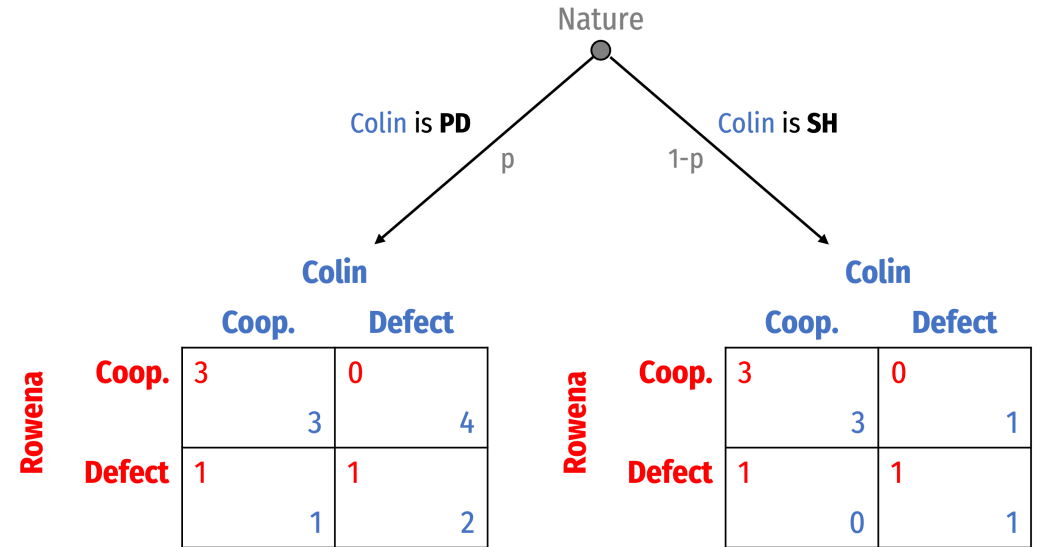 Nature
Colin is PD
Colin is SH
p
1-p
Colin
Colin
Coop. Defect
Coop. Defect
Rowena
Coop. 3 0
3 4
Defect 1 1
1 2
Rowena
Coop. 3 0
3 1
Defect 1 1
0 1